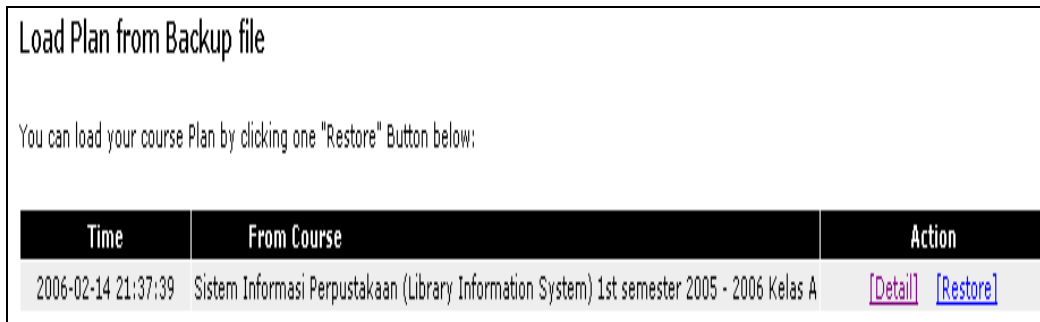 Load Plan from Backup file
You can load your course Plan by clicking one "Restore" Button below:
Time From Course Action
2006-02-14 21:37:39 Sistem Informasi Perpustakaan (Library Information System) 1st semester 2005 - 2006 Kelas A [Detail] [Restore]